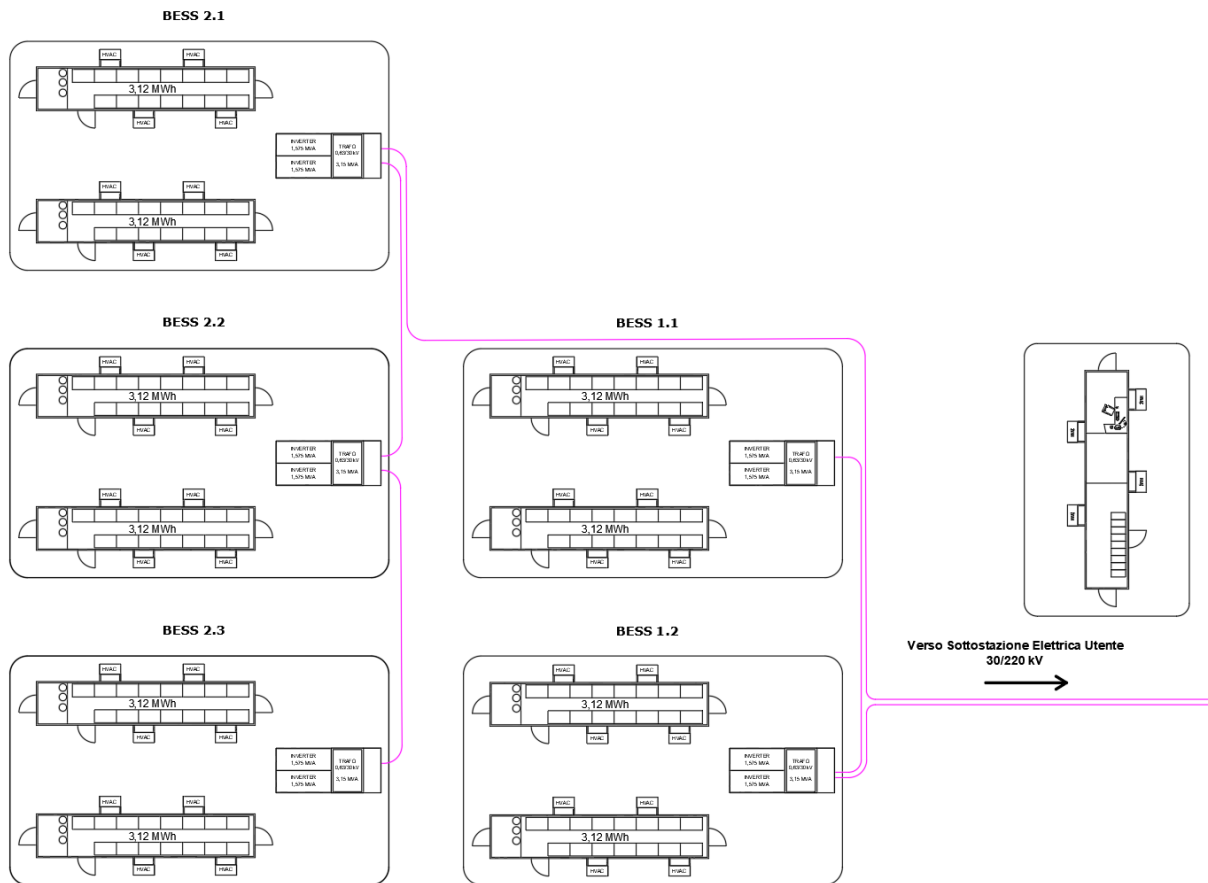 BESS 2.1
HVAC
HVAC
3,12 MWh
HVAC
HVAC
INVERTER
1,575 MVA
INVERTER
1,575 MVA
TRAFO
0,63/30 kV
3,15 MVA
HVAC
HVAC
3,12 MWh
HVAC
HVAC
BESS 2.2
HVAC
HVAC
3,12 MWh
HVAC
HVAC
INVERTER
1,575 MVA
INVERTER
1,575 MVA
TRAFO
0,63/30 kV
3,15 MVA
HVAC
HVAC
3,12 MWh
HVAC
HVAC
BESS 1.1
HVAC
HVAC
3,12 MWh
HVAC
HVAC
INVERTER
1,575 MVA
INVERTER
1,575 MVA
TRAFO
0,63/30 kV
3,15 MVA
HVAC
HVAC
3,12 MWh
HVAC
HVAC
HVAC
HVAC
HVAC
HVAC
BESS 2.3
HVAC
HVAC
3,12 MWh
HVAC
HVAC
INVERTER
1,575 MVA
INVERTER
1,575 MVA
TRAFO
0,63/30 kV
3,15 MVA
HVAC
HVAC
3,12 MWh
HVAC
HVAC
BESS 1.2
HVAC
HVAC
3,12 MWh
HVAC
HVAC
INVERTER
1,575 MVA
INVERTER
1,575 MVA
TRAFO
0,63/30 kV
3,15 MVA
HVAC
HVAC
3,12 MWh
HVAC
HVAC
Verso Sottostazione Elettrica Utente
30/220 kV